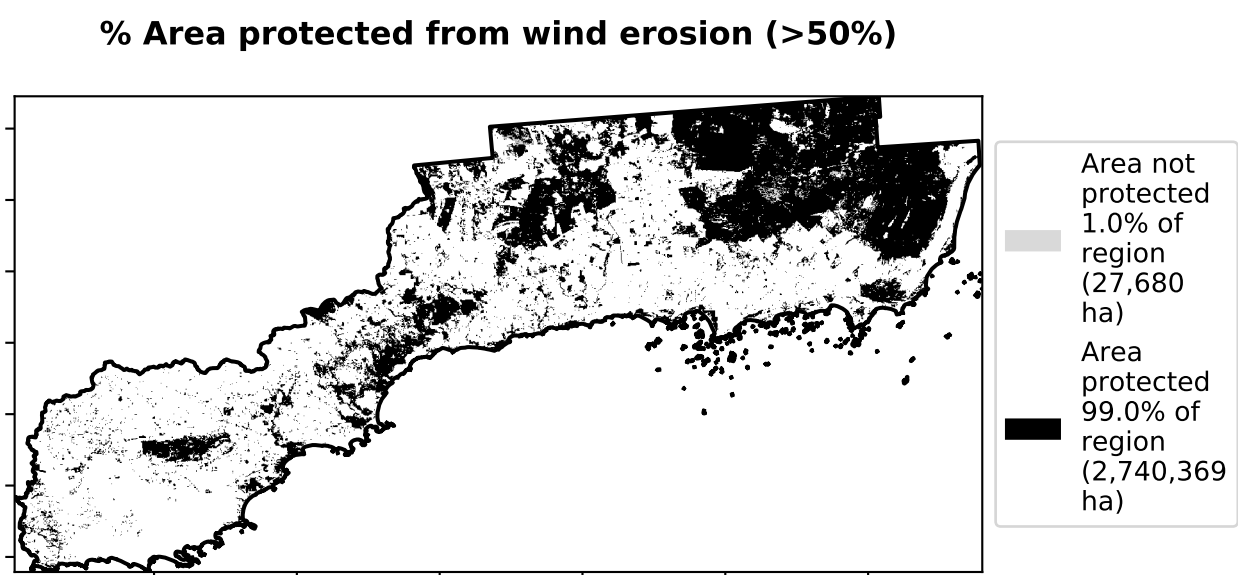 % Area protected from wind erosion (>50%)
Area not
protected
1.0% of
region
(27,680
ha)
Area
protected
99.0% of
region
(2,740,369
ha)